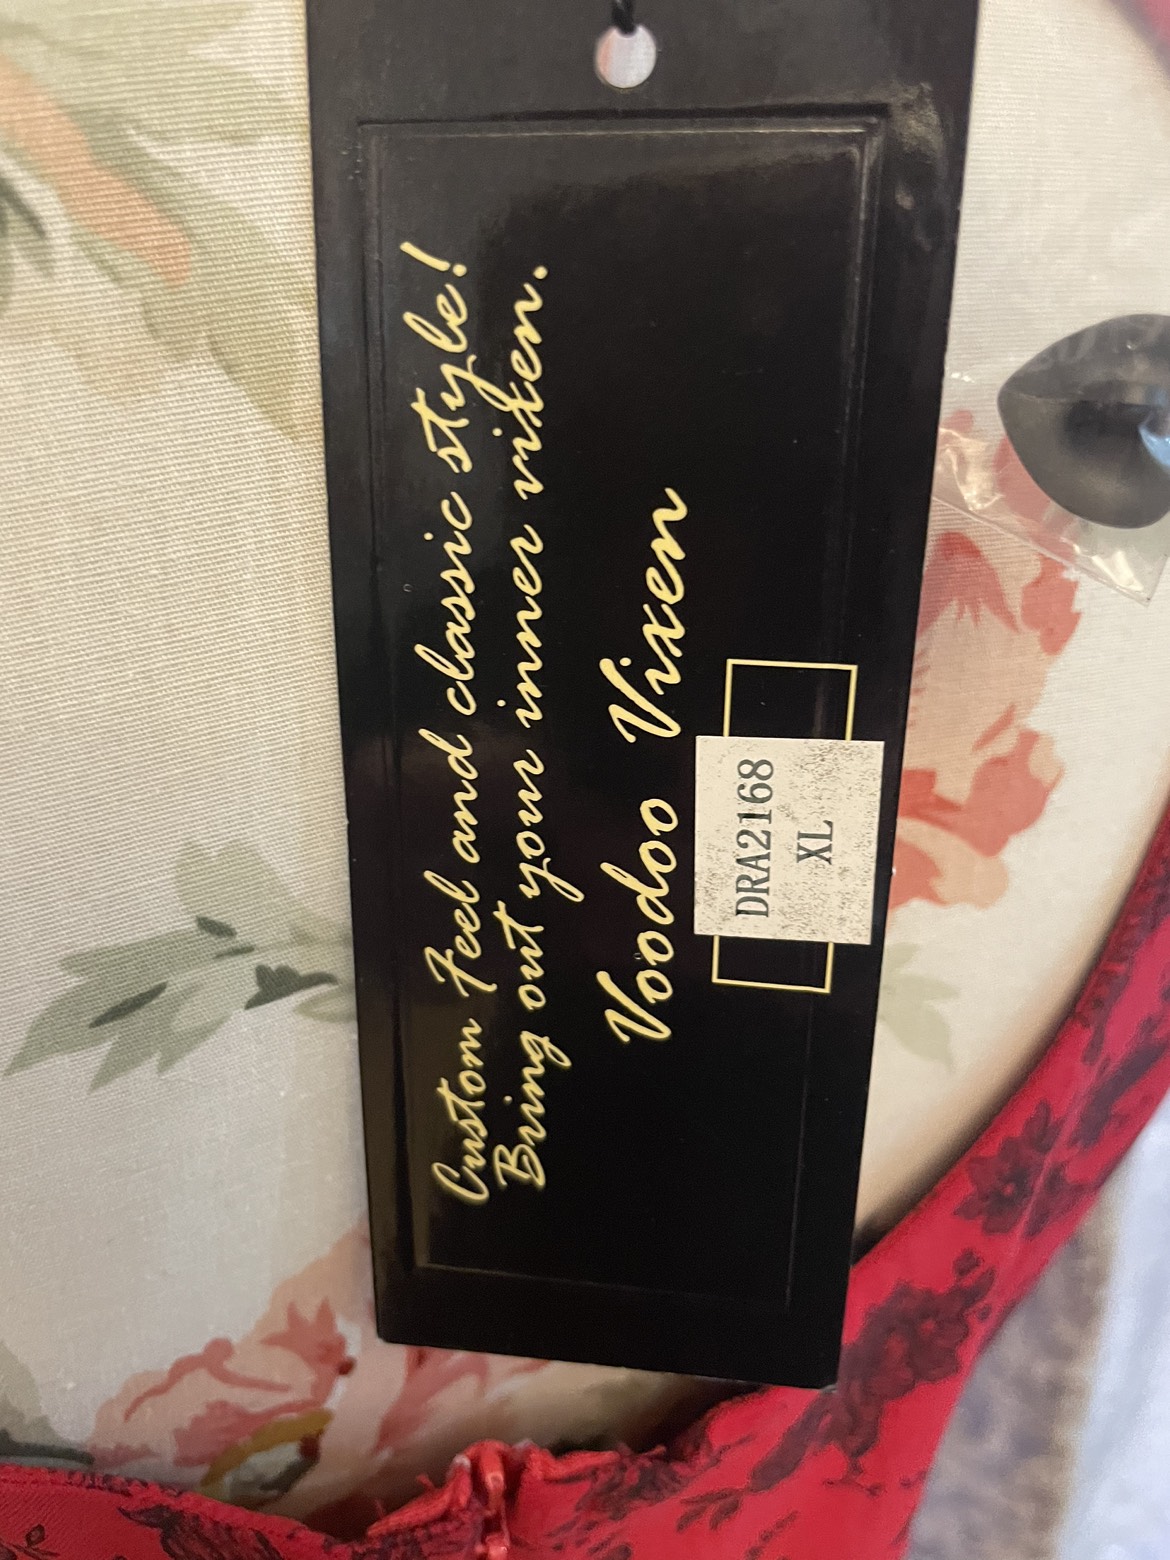 Custom Feel and classic style!
Bring out your inner vixen.
Voodoo Vixen
DRA2168
XL